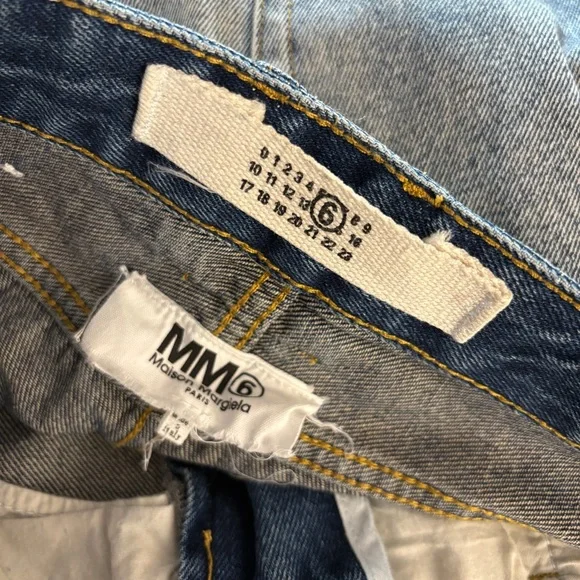 0 1 2 3 4 6 8 9
10 11 12 13 16
17 18 19 20 21 22 23
MM6
Maison Margiela
PARIS